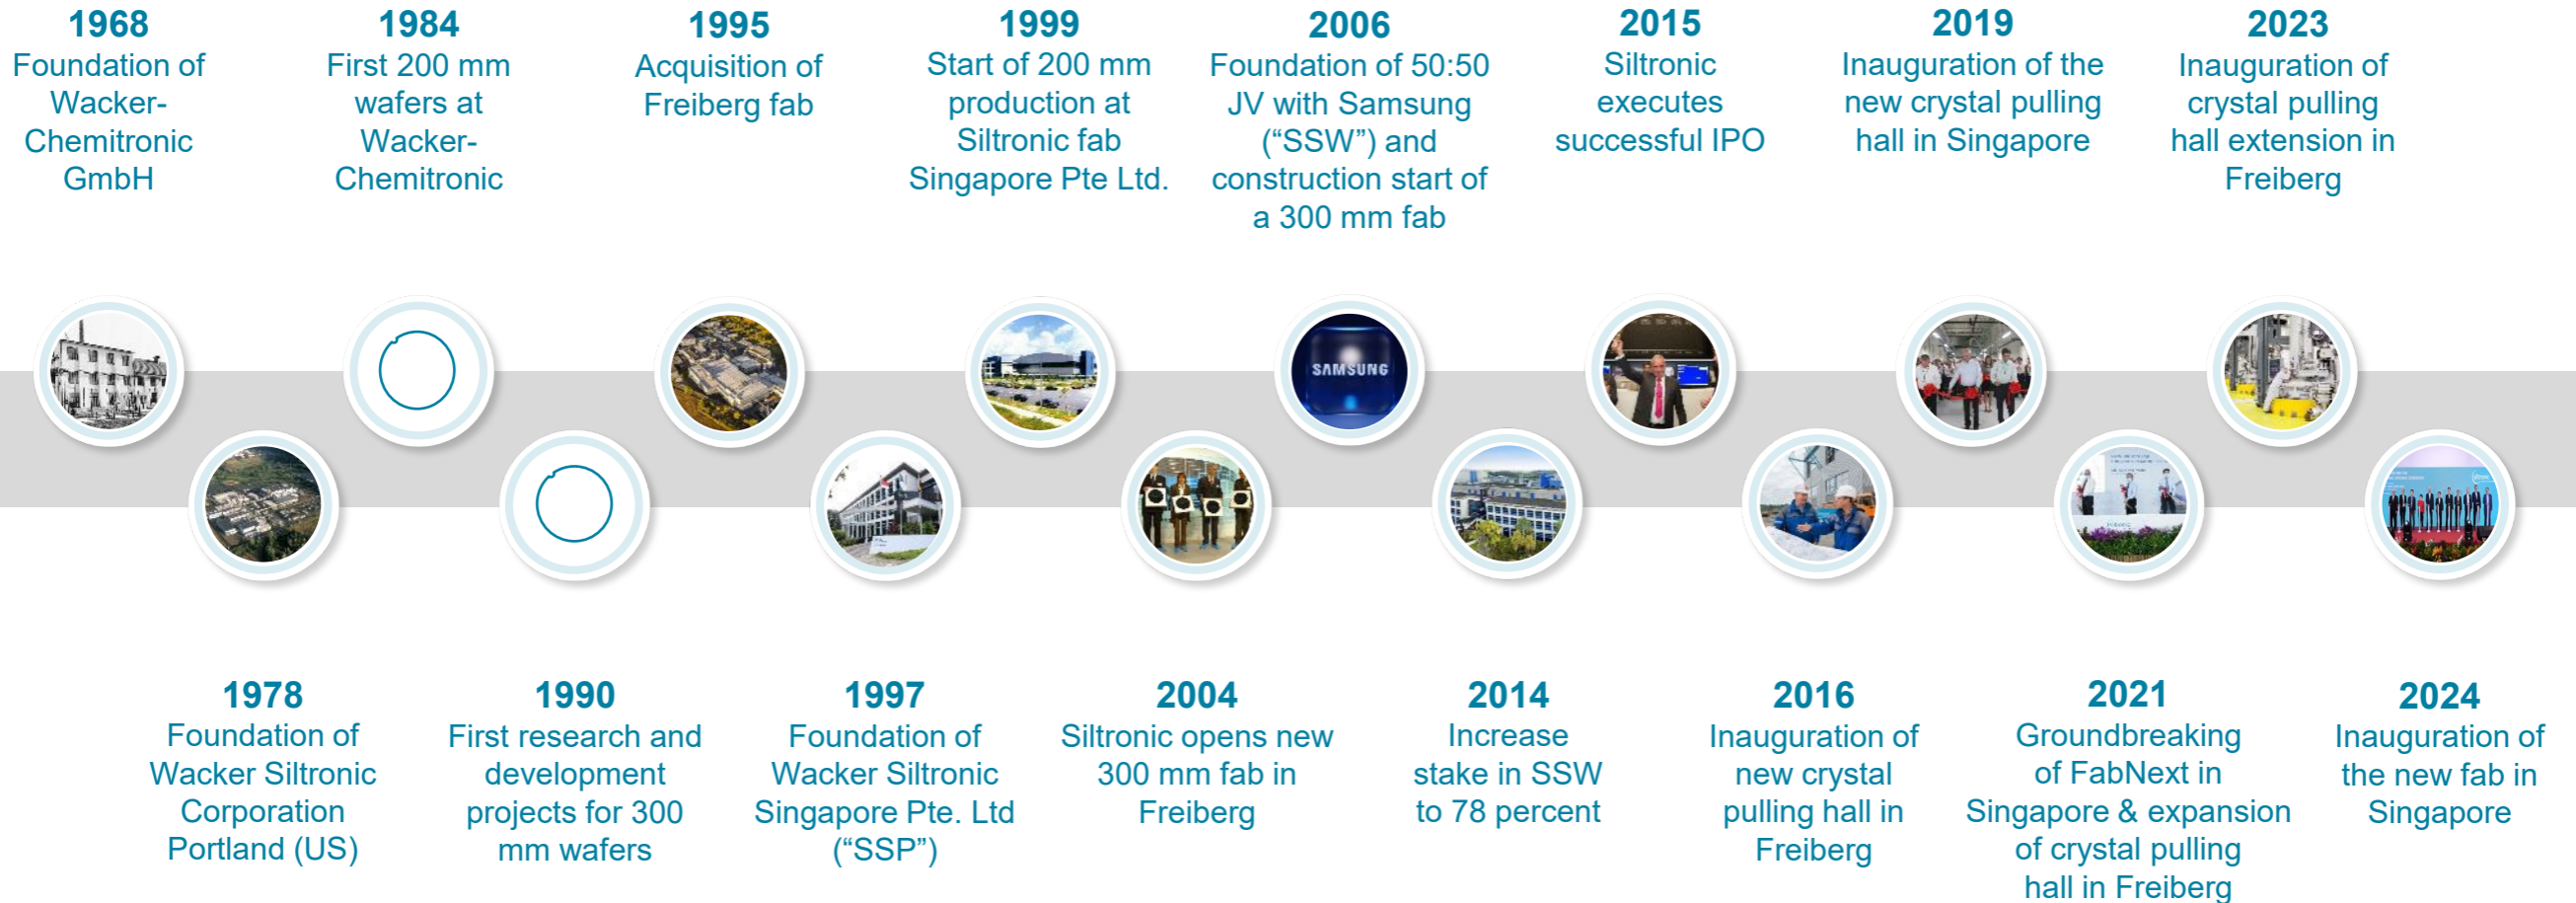 1968
Foundation of
Wacker-
Chemitronic
GmbH
1984
First 200 mm
wafers at
Wacker-
Chemitronic
1995
Acquisition of
Freiberg fab
1999
Start of 200 mm
production at
Siltronic fab
Singapore Pte Ltd.
2006
Foundation of 50:50
JV with Samsung
(“SSW”) and
construction start of
a 300 mm fab
2015
Siltronic
executes
successful IPO
2019
Inauguration of the
new crystal pulling
hall in Singapore
2023
Inauguration of
crystal pulling
hall extension in
Freiberg
SAMSUNG
1978
Foundation of
Wacker Siltronic
Corporation
Portland (US)
1990
First research and
development
projects for 300
mm wafers
1997
Foundation of
Wacker Siltronic
Singapore Pte. Ltd
(“SSP”)
2004
Siltronic opens new
300 mm fab in
Freiberg
2014
Increase
stake in SSW
to 78 percent
2016
Inauguration of
new crystal
pulling hall in
Freiberg
2021
Groundbreaking
of FabNext in
Singapore & expansion
of crystal pulling
hall in Freiberg
2024
Inauguration of
the new fab in
Singapore